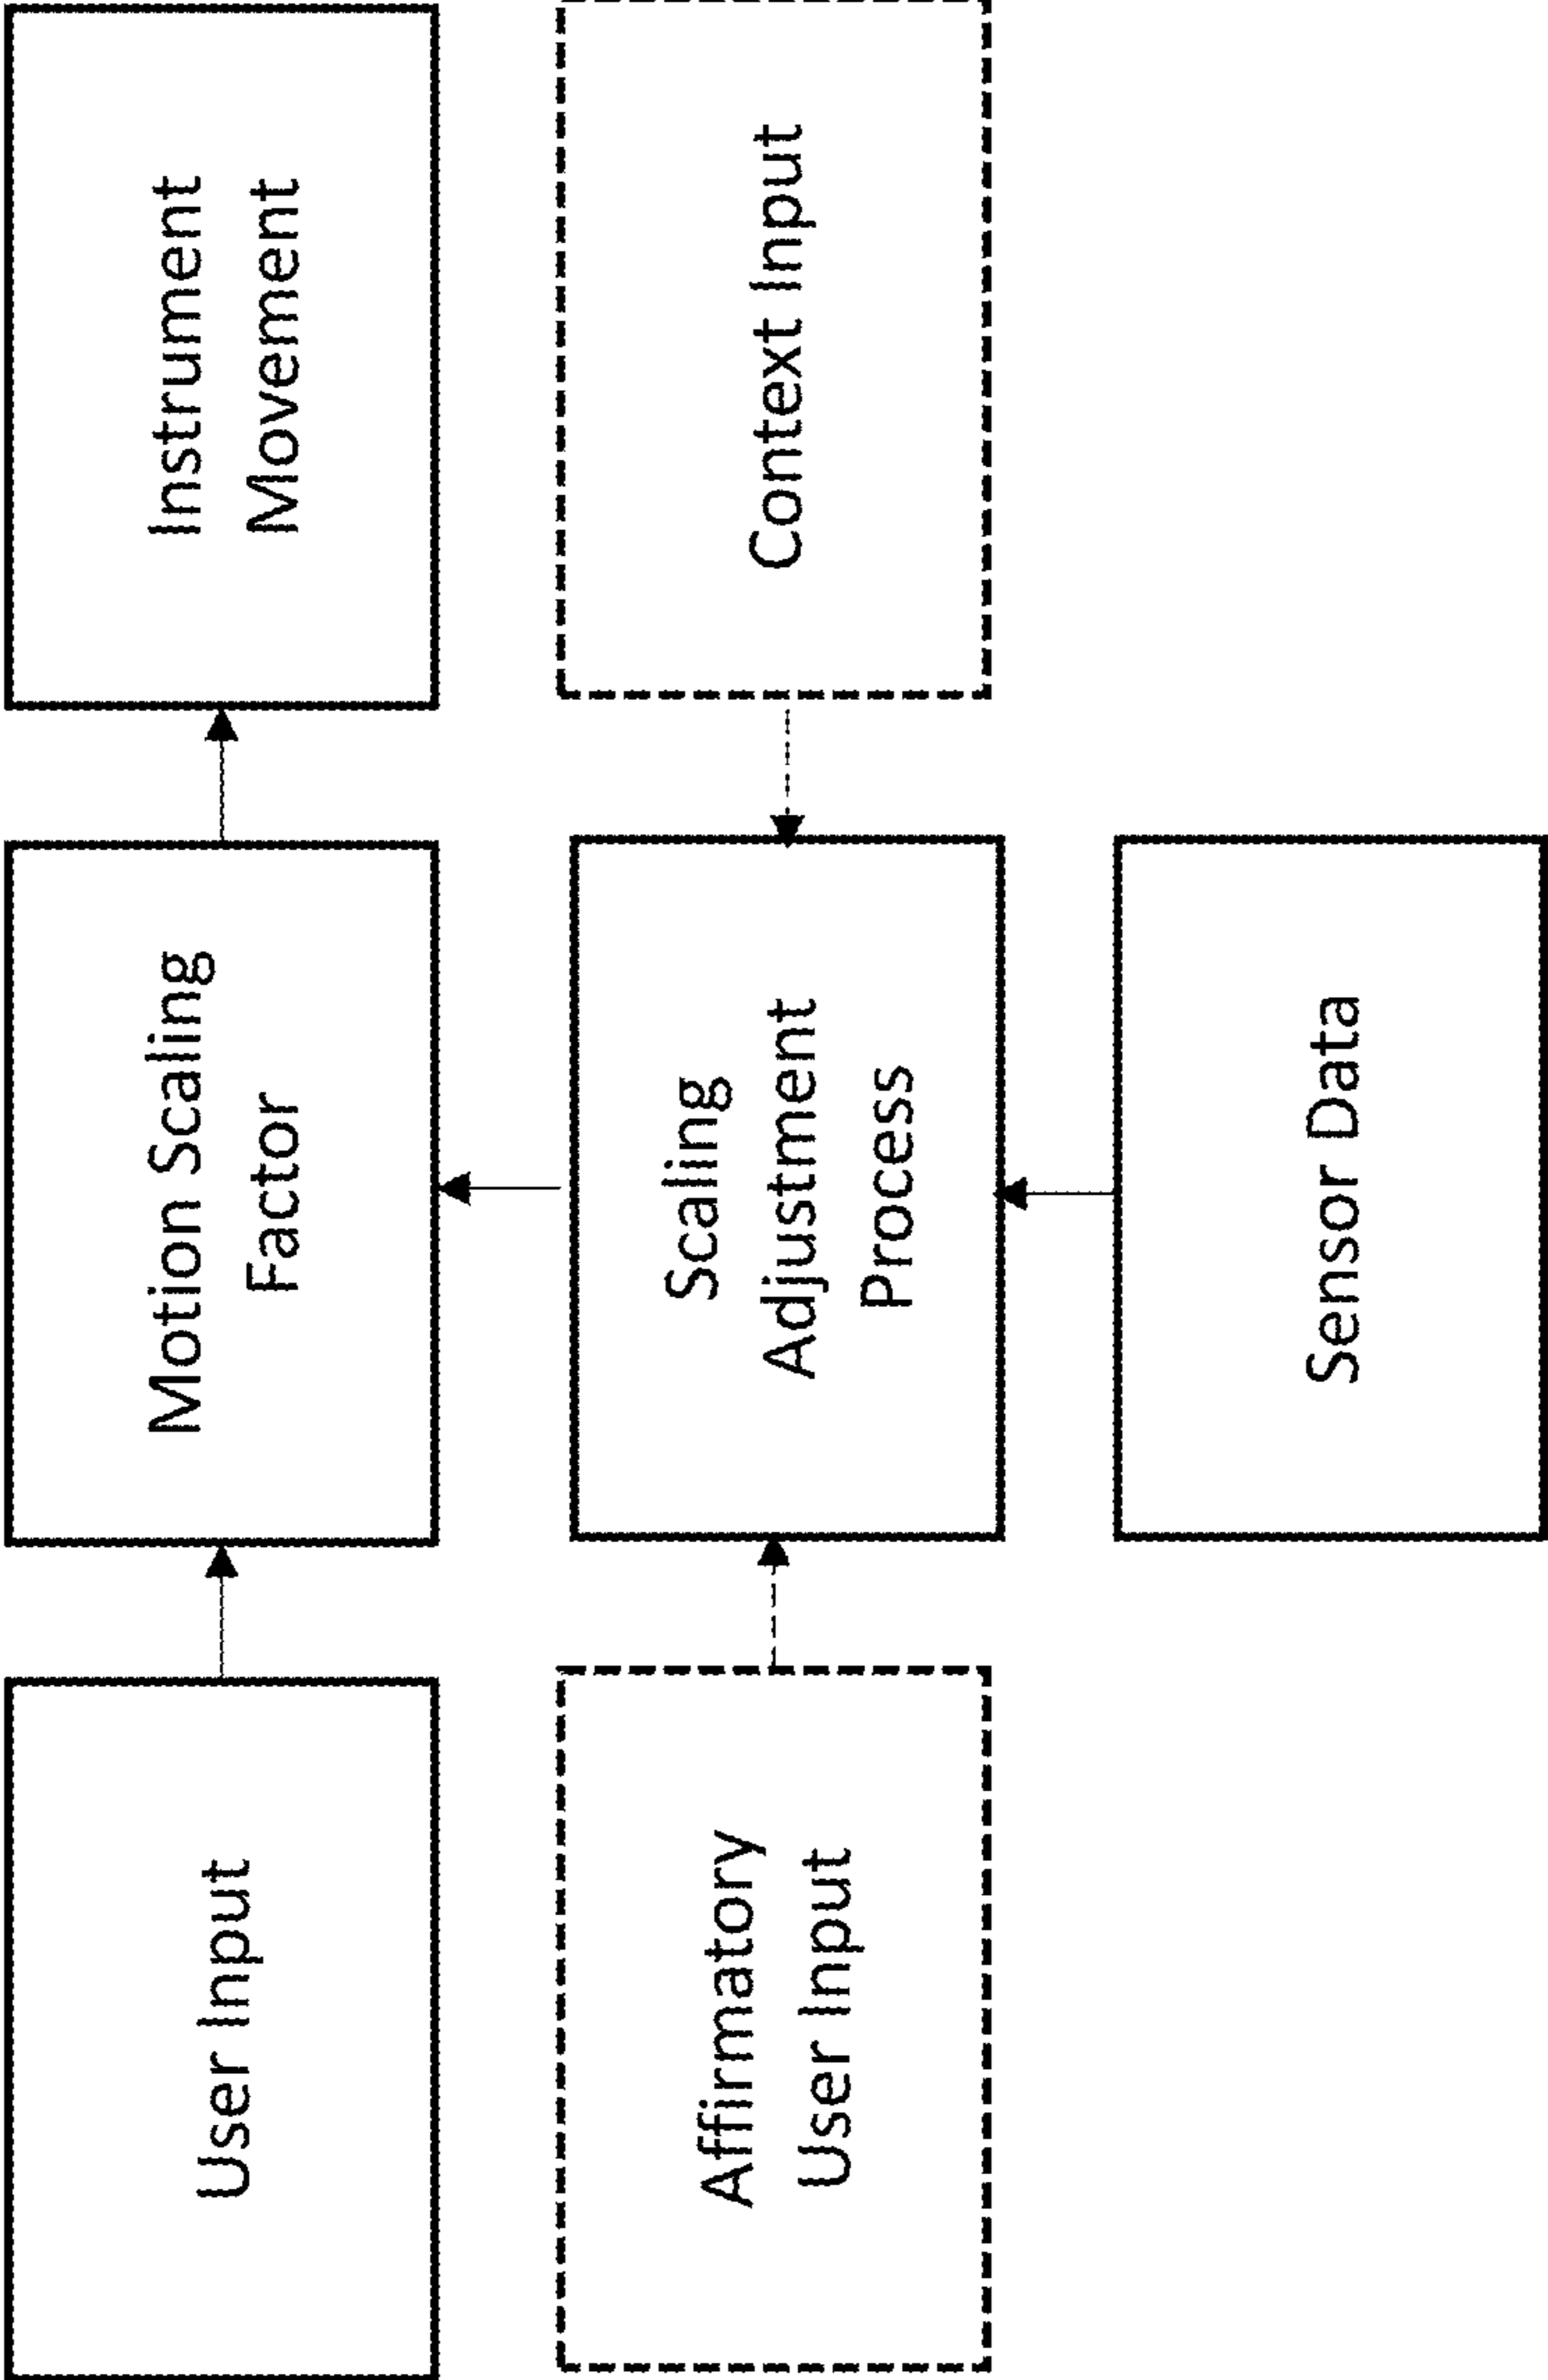 User Input
Motion Scaling
Factor
Instrument
Movement
Affirmatory
User Input
Scaling
Adjustment
Process
Context Input
Sensor Data